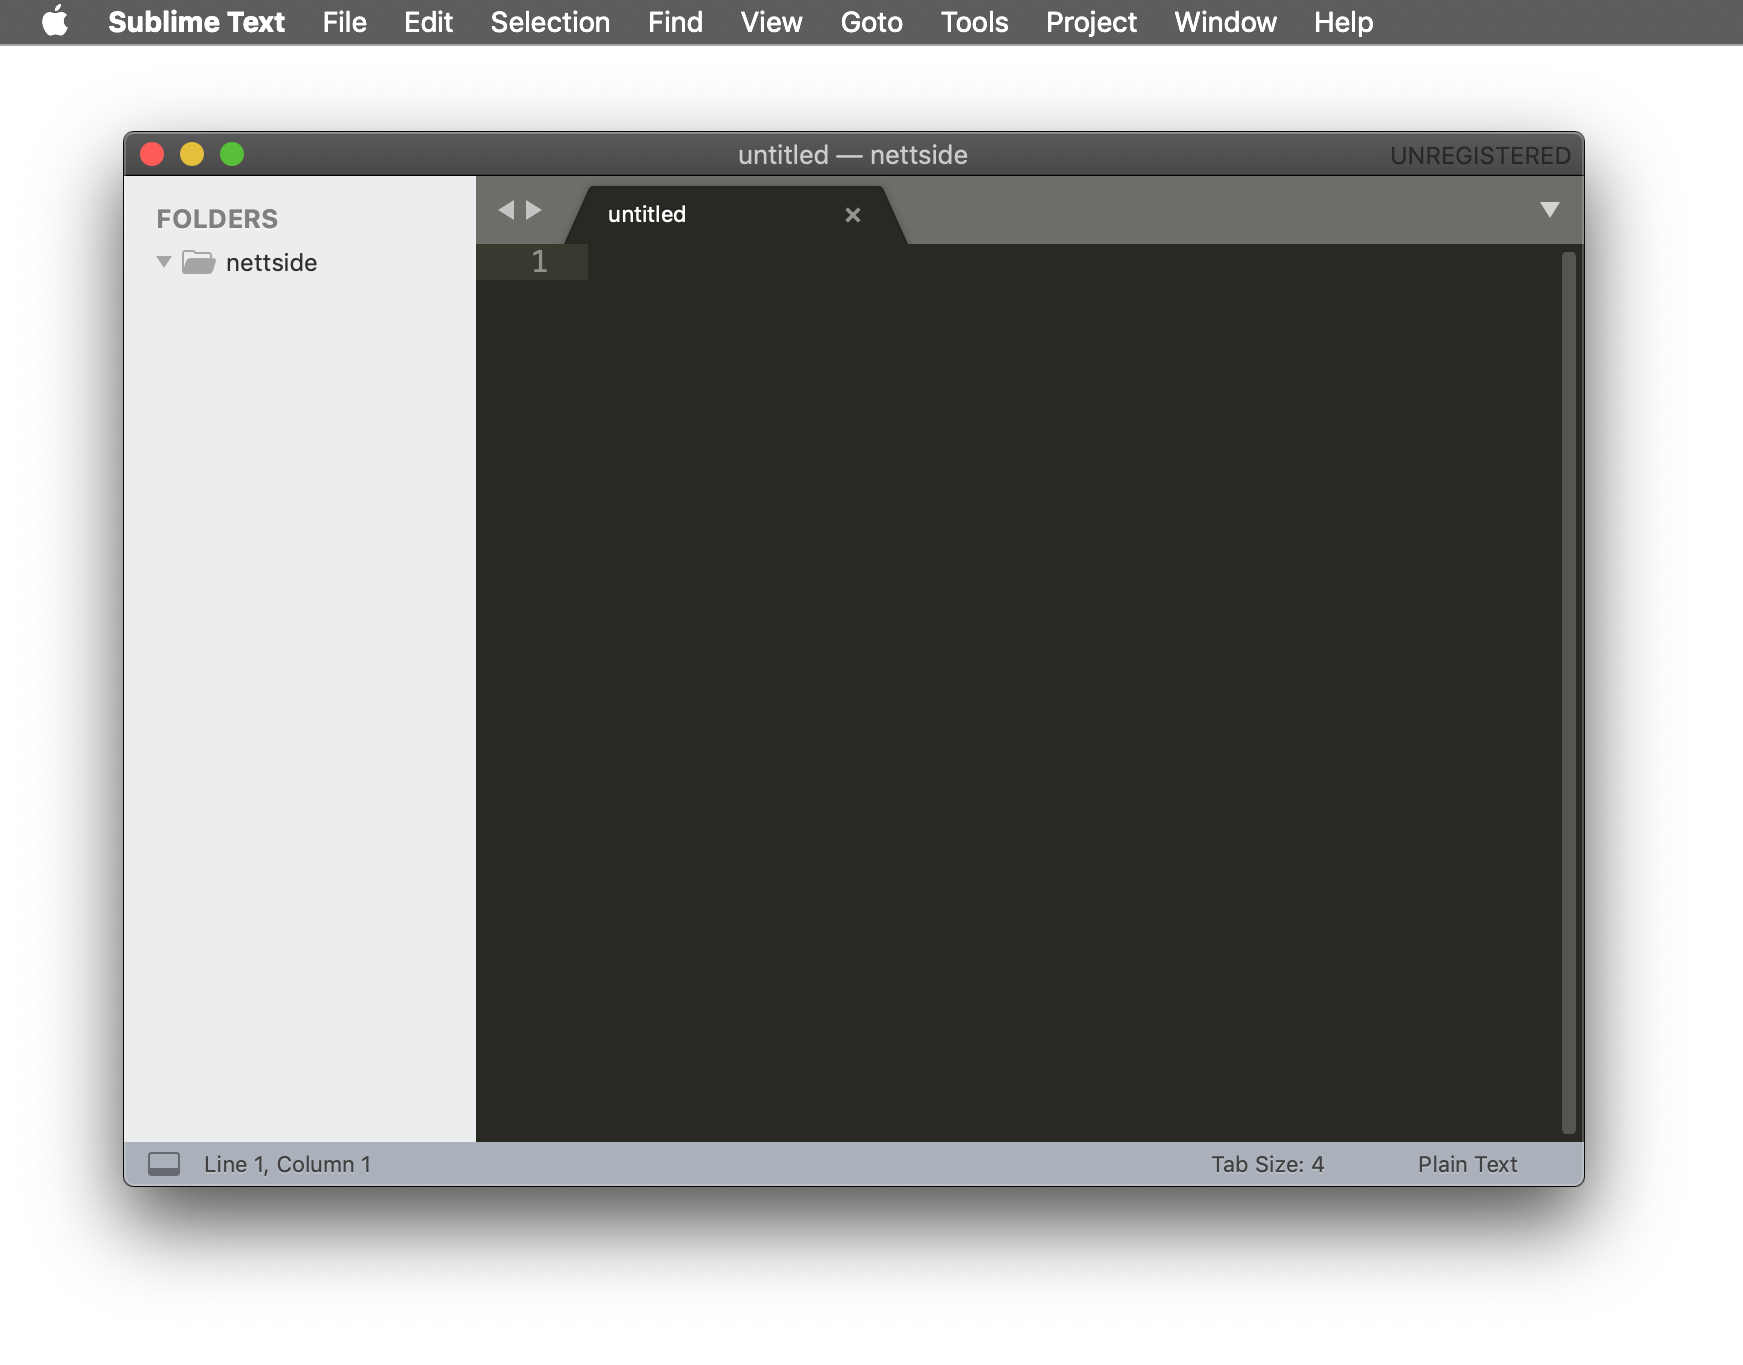 Sublime Text File Edit Selection Find View Goto Tools Project Window Help
untitled — nettside UNREGISTERED
FOLDERS
nettside
untitled
1
Line 1, Column 1 Tab Size: 4 Plain Text